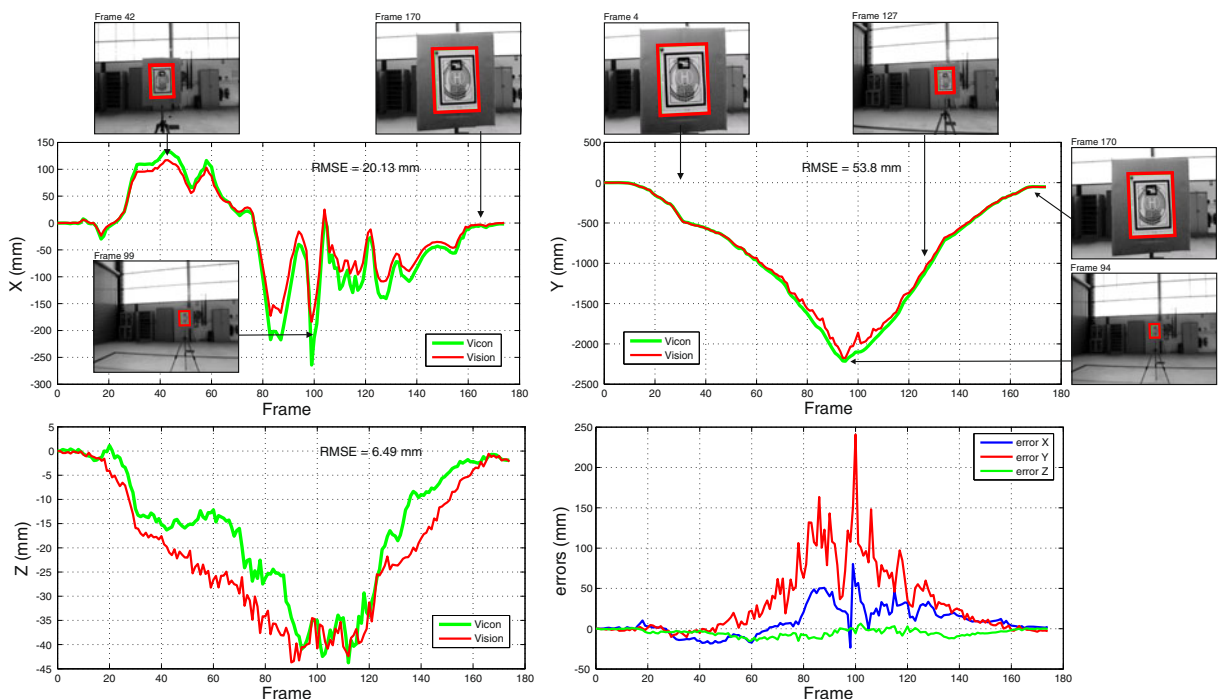 Frame 42
Frame 170
Frame 4
Frame 127
150
100
50
0
-50
-100
-150
-200
-250
-300
X (mm)
RMSE = 20.13 mm
Frame 99
Vicon
Vision
0 20 40 60 80 100 120 140 160 180
Frame
500
0
-500
-1000
-1500
-2000
-2500
Y (mm)
RMSE = 53.8 mm
Vicon
Vision
0 20 40 60 80 100 120 140 160 180
Frame
Frame 170
Frame 94
5
0
-5
-10
-15
-20
-25
-30
-35
-40
-45
Z (mm)
RMSE = 6.49 mm
Vicon
Vision
0 20 40 60 80 100 120 140 160 180
Frame
250
200
150
100
50
0
-50
errors (mm)
error X
error Y
error Z
0 20 40 60 80 100 120 140 160 180
Frame